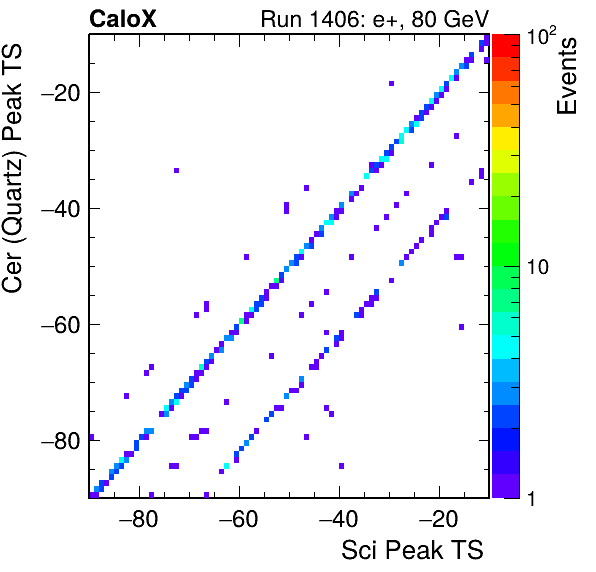 CaloX Run 1406: e+, 80 GeV
Cer (Quartz) Peak TS
−20
−40
−60
−80
−80 −60 −40 −20
Sci Peak TS
10²
10
1
Events